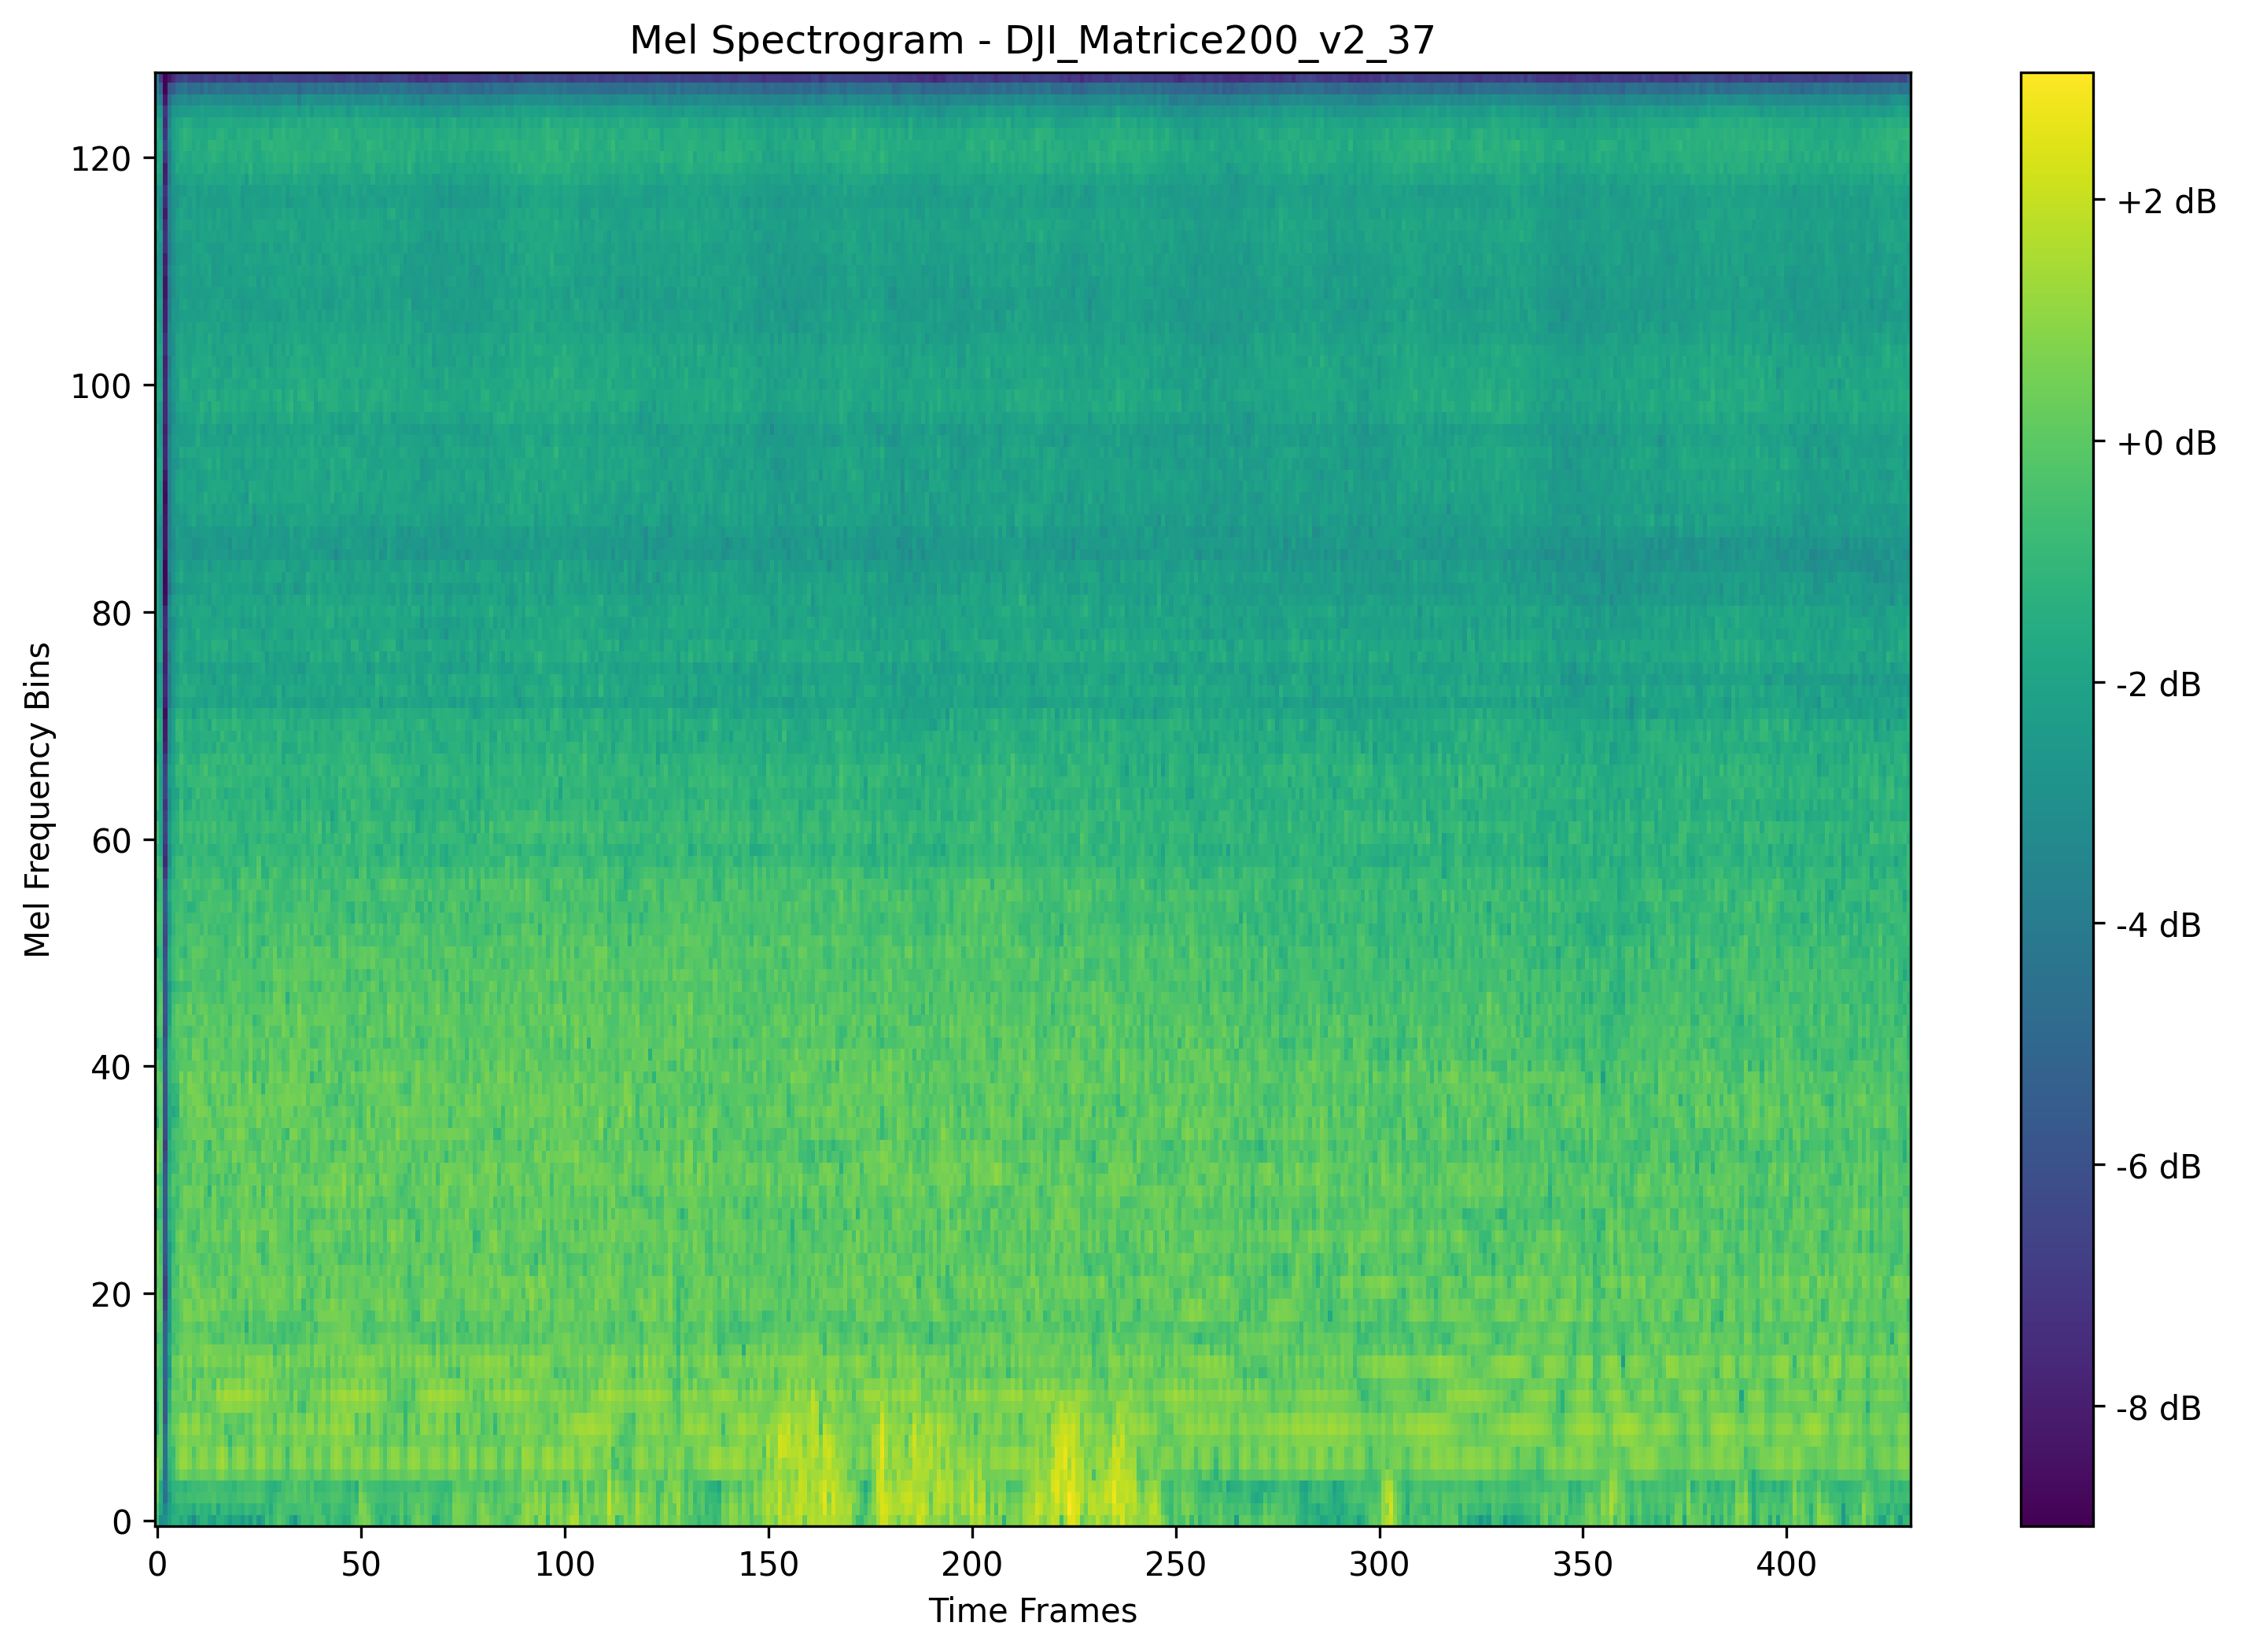 Mel Spectrogram - DJI_Matrice200_v2_37
Mel Frequency Bins
120
100
80
60
40
20
0
0 50 100 150 200 250 300 350 400
Time Frames
+2 dB
+0 dB
-2 dB
-4 dB
-6 dB
-8 dB